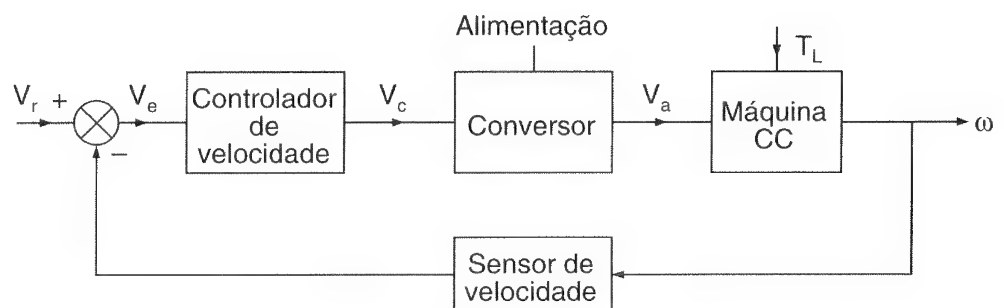 Alimentação
T_L
V_r +
V_e
Controlador
de
velocidade
V_c
Conversor
V_a
Máquina
CC
ω
−
Sensor de
velocidade